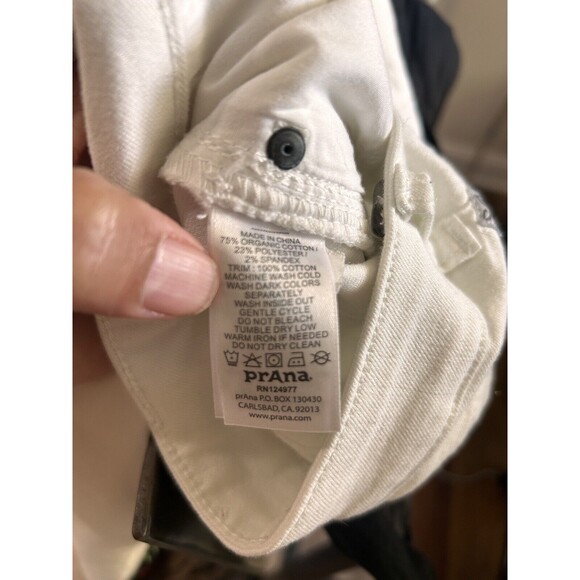 MADE IN CHINA
75% ORGANIC COTTON/
23% POLYESTER/
2% SPANDEX
TRIM : 100% COTTON
MACHINE WASH COLD
WASH DARK COLORS
SEPARATELY
WASH INSIDE OUT
GENTLE CYCLE
DO NOT BLEACH
TUMBLE DRY LOW
WARM IRON IF NEEDED
DO NOT DRY CLEAN
prAna
RN124977
prAna P.O. BOX 130430
CARLSBAD, CA. 92013
www.prana.com